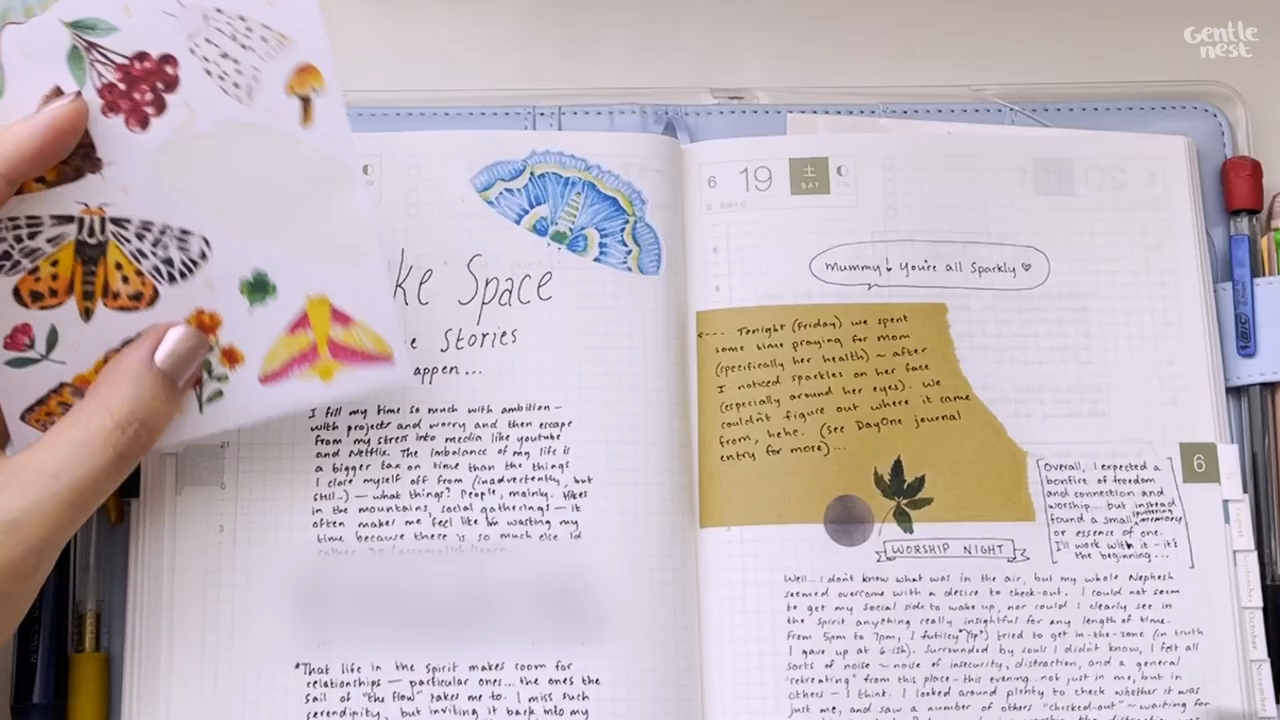 Gentle
nest
ke Space
e Stories
appen...
I fill my time so much with ambition –
with projects and worry and then escape
from my stress into media like youtube
and Netflix. The imbalance of my life is
a bigger tax on time than the things
I close myself off from (inadvertently, but
still...) — what things? People, mainly. Hikes
in the mountains, social gatherings — it
often makes me feel like I'm wasting my
time because there is so much else I'd
rather do/accomplish/learn.
*That life in the spirit makes room for
relationships — particular ones... the ones the
sail of "the flow" takes me to. I miss such
serendipity, but inviting it back into my
6 19 土
SAT
Mummy! You're all Sparkly ♡
<--- Tonight (Friday) we spent
some time praying for mom
(specifically her health) ~ after
I noticed sparkles on her face
(especially around her eyes). We
couldn't figure out where it came
from, hehe. (see DayOne journal
entry for more)...
6
Overall, I expected a
bonfire of freedom
and connection and
worship... but instead
found a small sputtering memory
or essence of one.
I'll work with it – it's
the beginning...
WORSHIP NIGHT
Well... I don't know what was in the air, but my whole Nephesh
seemed overcome with a desire to check-out. I could not seem
to get my social side to wake up, nor could I clearly see in
the spirit anything really insightful for any length of time.
From 5pm to 7pm, I futiley (sp?) tried to get in-the-zone (in truth
I gave up at 6-ish). Surrounded by souls I didn't know, I felt all
sorts of noise ~ noise of insecurity, distraction, and a general
"retreating" from this place – this evening... not just in me, but in
others – I think. I looked around plenty to check whether it was
just me, and saw a number of others "checked-out" ~ waiting for
August
September
October
November
BIC